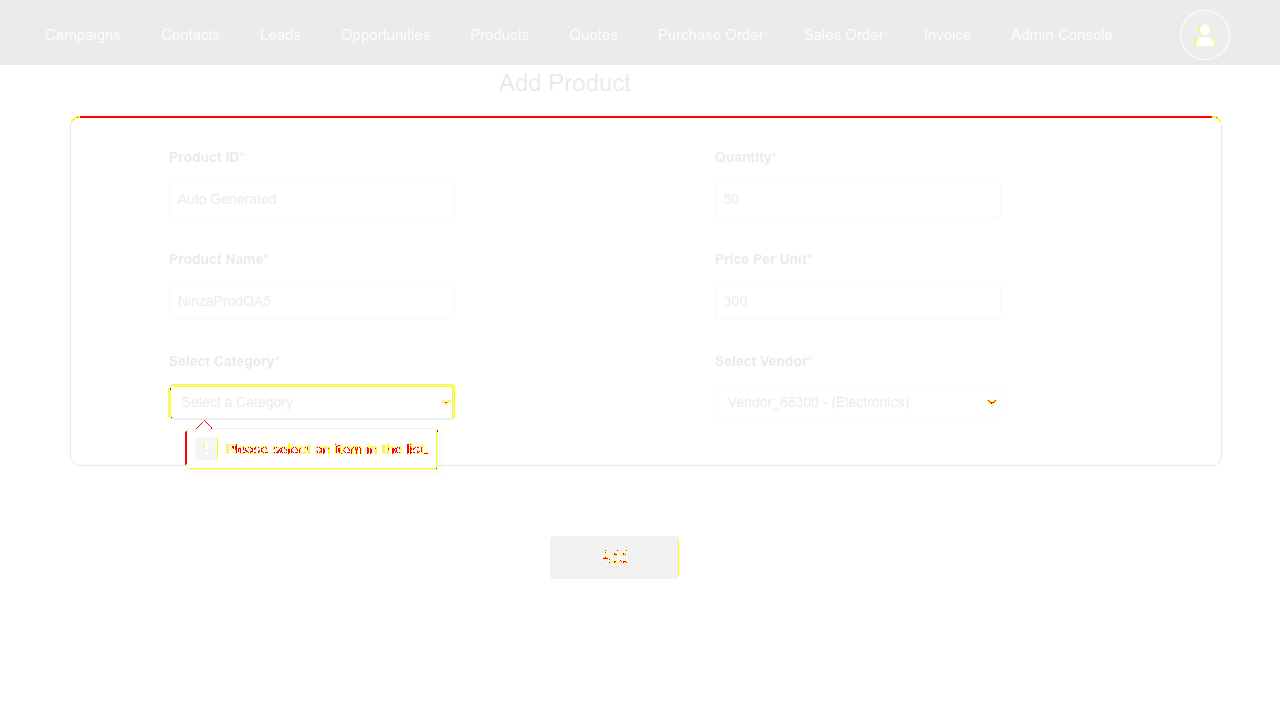 Campaigns Contacts Leads Opportunities Products Quotes Purchase Order Sales Order Invoice Admin Console
Add Product
Product ID* Quantity*
Auto Generated 50
Product Name* Price Per Unit*
NinzaProdQA5 300
Select Category* Select Vendor*
Select a Category Vendor_68300 - (Electronics)
! Please select an item in the list.
Add